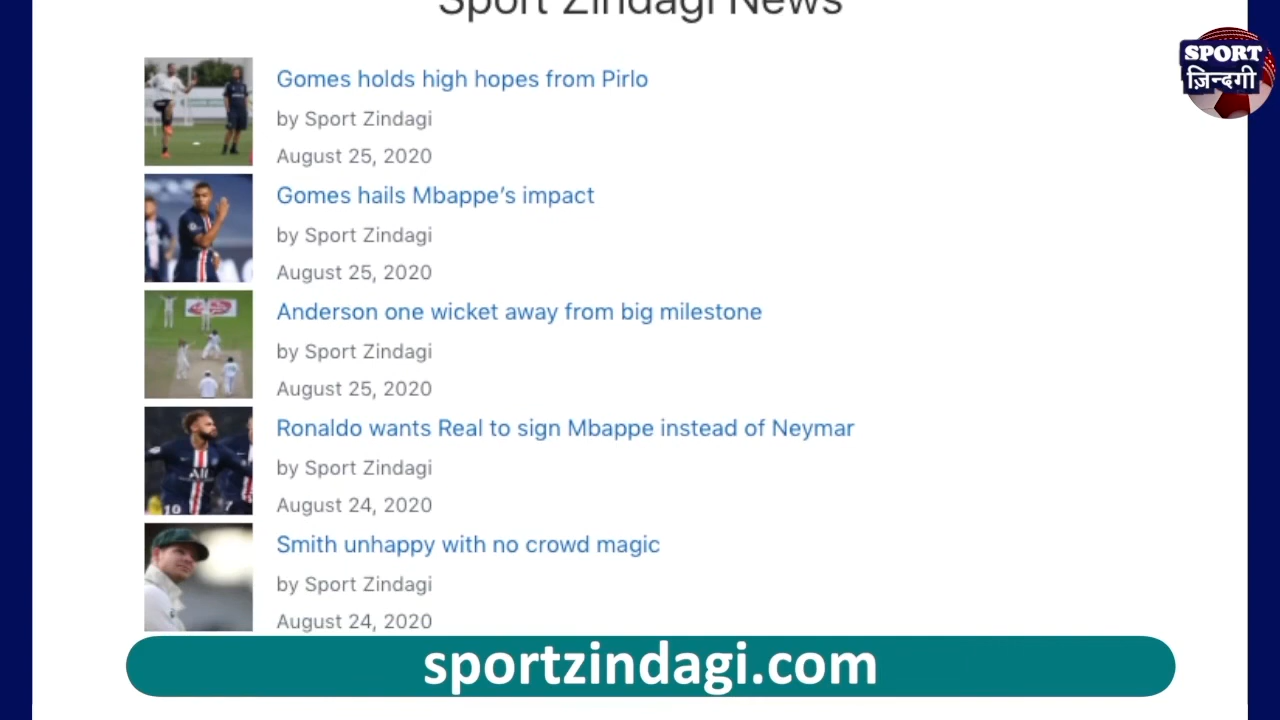 Sport Zindagi News
SPORT
ज़िन्दगी
Gomes holds high hopes from Pirlo
by Sport Zindagi
August 25, 2020
Gomes hails Mbappe’s impact
by Sport Zindagi
August 25, 2020
Anderson one wicket away from big milestone
by Sport Zindagi
August 25, 2020
Ronaldo wants Real to sign Mbappe instead of Neymar
by Sport Zindagi
August 24, 2020
Smith unhappy with no crowd magic
by Sport Zindagi
August 24, 2020
sportzindagi.com